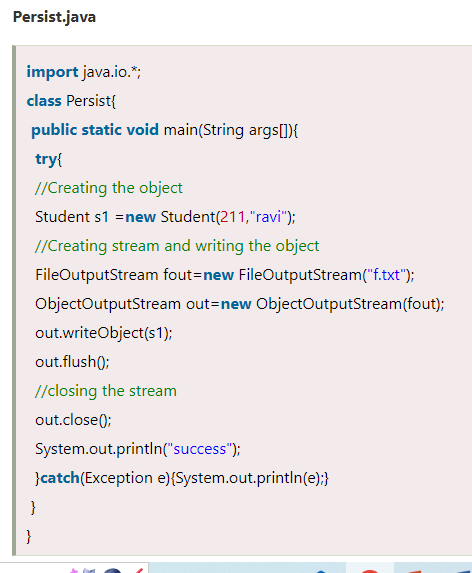 Persist.java
import java.io.*;
class Persist{
public static void main(String args[]){
try{
//Creating the object
Student s1 =new Student(211,"ravi");
//Creating stream and writing the object
FileOutputStream fout=new FileOutputStream("f.txt");
ObjectOutputStream out=new ObjectOutputStream(fout);
out.writeObject(s1);
out.flush();
//closing the stream
out.close();
System.out.println("success");
}catch(Exception e){System.out.println(e);}
}
}